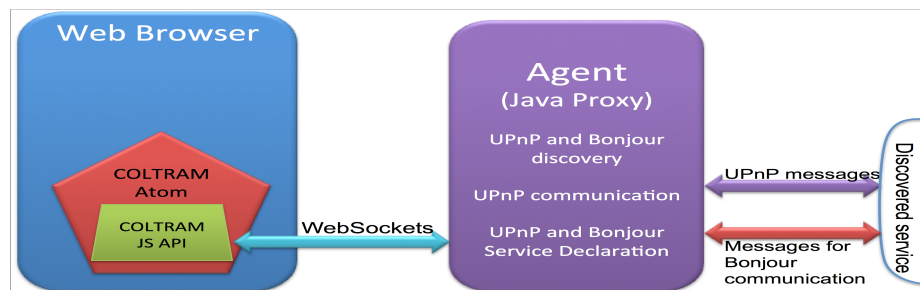 Web Browser
COLTRAM
Atom
COLTRAM
JS API
WebSockets
Agent
(Java Proxy)
UPnP and Bonjour
discovery
UPnP communication
UPnP and Bonjour
Service Declaration
UPnP messages
Messages for
Bonjour
communication
Discovered
service